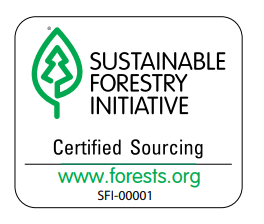 ®
SUSTAINABLE
FORESTRY
INITIATIVE
Certified Sourcing
www.forests.org
SFI-00001